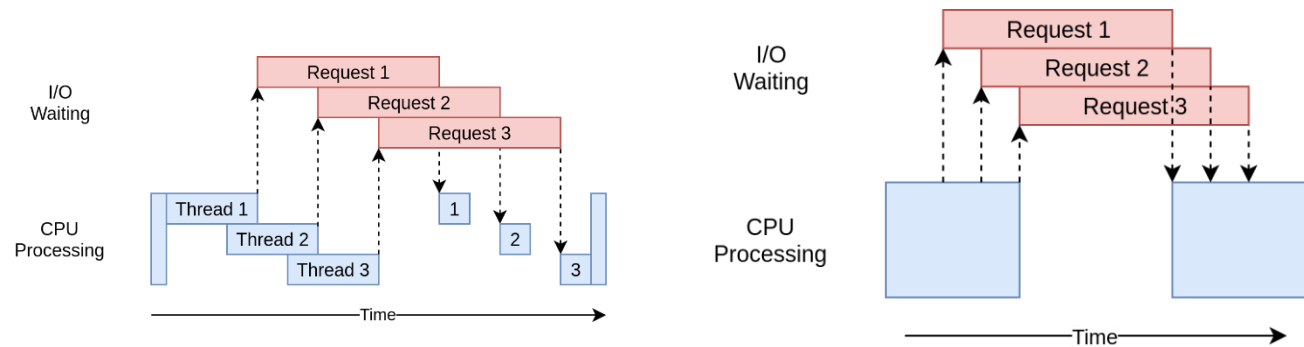 Request 1
I/O
Waiting
Request 2
Request 3
Thread 1
1
CPU
Processing
Thread 2
2
Thread 3
3
Time
Request 1
I/O
Waiting
Request 2
Request 3
CPU
Processing
Time